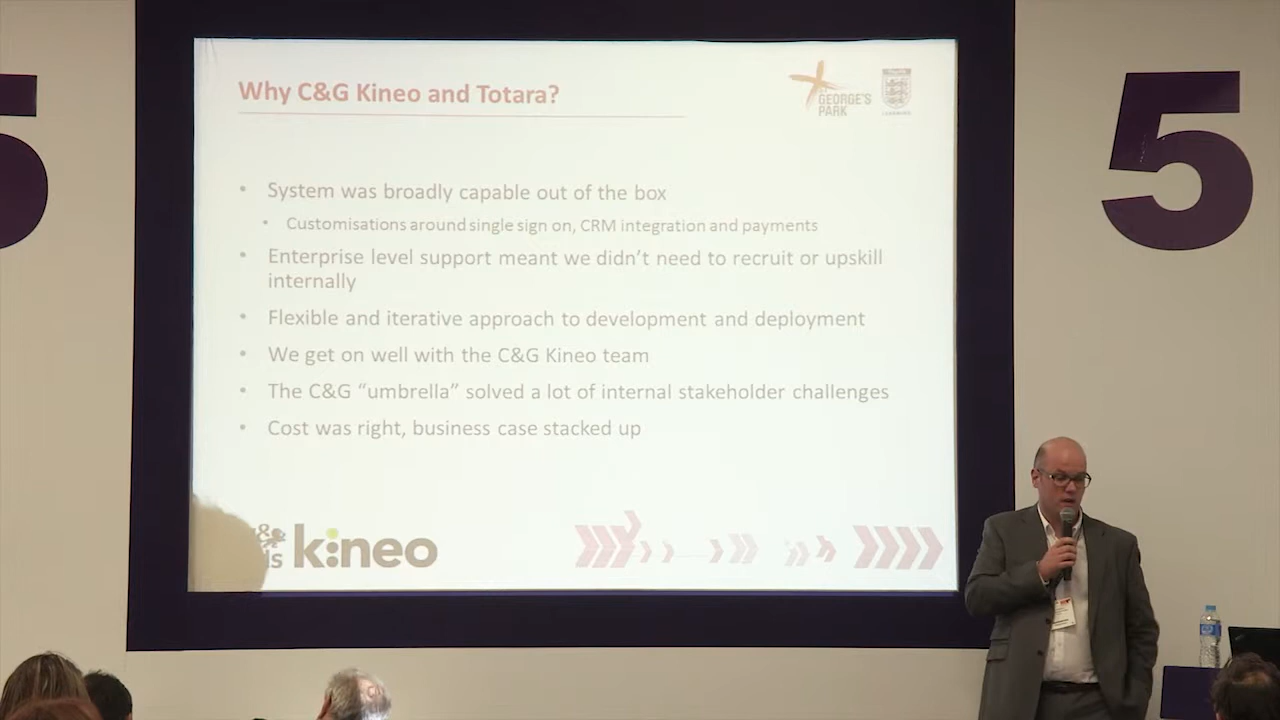 5
5
Why C&G Kineo and Totara?
GEORGE'S
PARK
• System was broadly capable out of the box
• Customisations around single sign on, CRM integration and payments
• Enterprise level support meant we didn't need to recruit or upskill
internally
• Flexible and iterative approach to development and deployment
• We get on well with the C&G Kineo team
• The C&G "umbrella" solved a lot of internal stakeholder challenges
• Cost was right, business case stacked up
kineo